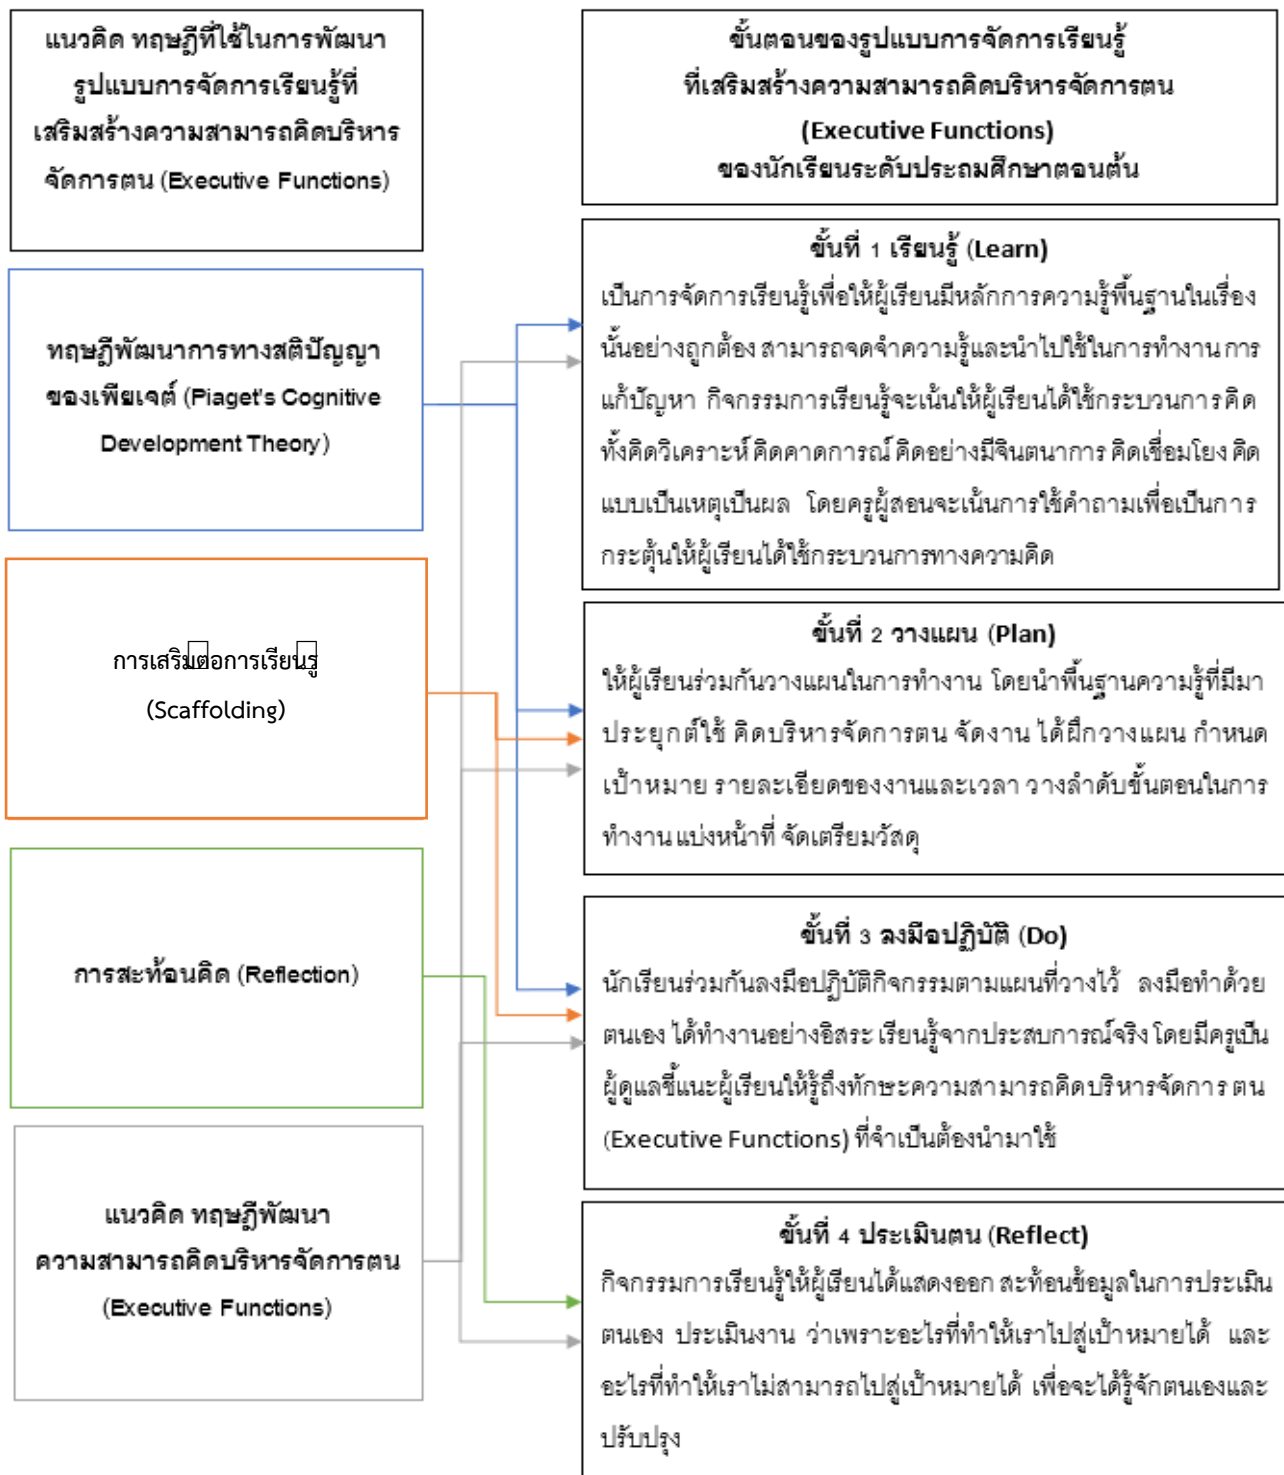 แนวคิด ทฤษฎีที่ใช้ในการพัฒนา
รูปแบบการจัดการเรียนรู้ที่
เสริมสร้างความสามารถคิดบริหาร
จัดการตน (Executive Functions)
ทฤษฎีพัฒนาการทางสติปัญญา
ของเพียเจต์ (Piaget's Cognitive
Development Theory)
การเสริมต่อการเรียนรู้
(Scaffolding)
การสะท้อนคิด (Reflection)
แนวคิด ทฤษฎีพัฒนา
ความสามารถคิดบริหารจัดการตน
(Executive Functions)
ขั้นตอนของรูปแบบการจัดการเรียนรู้
ที่เสริมสร้างความสามารถคิดบริหารจัดการตน
(Executive Functions)
ของนักเรียนระดับประถมศึกษาตอนต้น
ขั้นที่ 1 เรียนรู้ (Learn)
เป็นการจัดการเรียนรู้เพื่อให้ผู้เรียนมีหลักการความรู้พื้นฐานในเรื่อง
นั้นอย่างถูกต้อง สามารถจดจำความรู้และนำไปใช้ในการทำงาน การ
แก้ปัญหา กิจกรรมการเรียนรู้จะเน้นให้ผู้เรียนได้ใช้กระบวนการคิด
ทั้งคิดวิเคราะห์ คิดคาดการณ์ คิดอย่างมีจินตนาการ คิดเชื่อมโยง คิด
แบบเป็นเหตุเป็นผล โดยครูผู้สอนจะเน้นการใช้คำถามเพื่อเป็นการ
กระตุ้นให้ผู้เรียนได้ใช้กระบวนการทางความคิด
ขั้นที่ 2 วางแผน (Plan)
ให้ผู้เรียนร่วมกันวางแผนในการทำงาน โดยนำพื้นฐานความรู้ที่มีมา
ประยุกต์ใช้ คิดบริหารจัดการตน จัดงาน ได้ฝึกวางแผน กำหนด
เป้าหมาย รายละเอียดของงานและเวลา วางลำดับขั้นตอนในการ
ทำงาน แบ่งหน้าที่ จัดเตรียมวัสดุ
ขั้นที่ 3 ลงมือปฏิบัติ (Do)
นักเรียนร่วมกันลงมือปฏิบัติกิจกรรมตามแผนที่วางไว้ ลงมือทำด้วย
ตนเอง ได้ทำงานอย่างอิสระ เรียนรู้จากประสบการณ์จริง โดยมีครูเป็น
ผู้ดูแลชี้แนะผู้เรียนให้รู้ถึงทักษะความสามารถคิดบริหารจัดการ ตน
(Executive Functions) ที่จำเป็นต้องนำมาใช้
ขั้นที่ 4 ประเมินตน (Reflect)
กิจกรรมการเรียนรู้ให้ผู้เรียนได้แสดงออก สะท้อนข้อมูลในการประเมิน
ตนเอง ประเมินงาน ว่าเพราะอะไรที่ทำให้เราไปสู่เป้าหมายได้ และ
อะไรที่ทำให้เราไม่สามารถไปสู่เป้าหมายได้ เพื่อจะได้รู้จักตนเองและ
ปรับปรุง